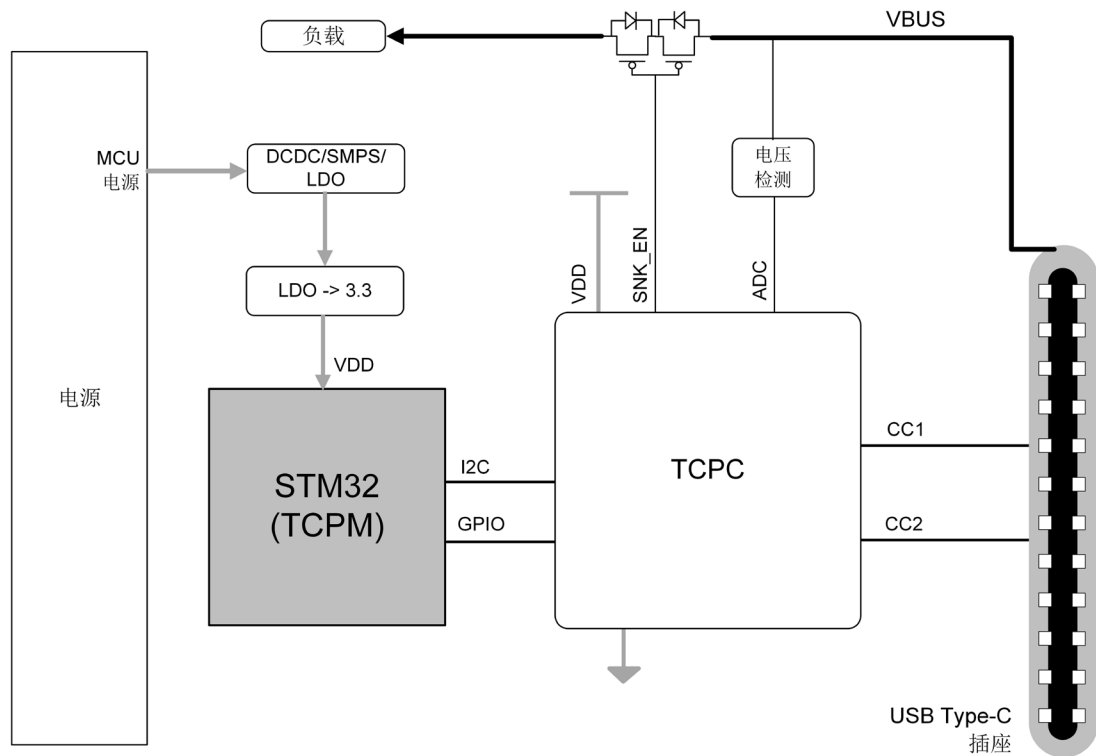 VBUS
负载
MCU
电源
DCDC/SMPS/
LDO
电压
检测
VDD
SNK_EN
ADC
LDO -> 3.3
VDD
电源
STM32
(TCPM)
I2C
GPIO
TCPC
CC1
CC2
USB Type-C
插座